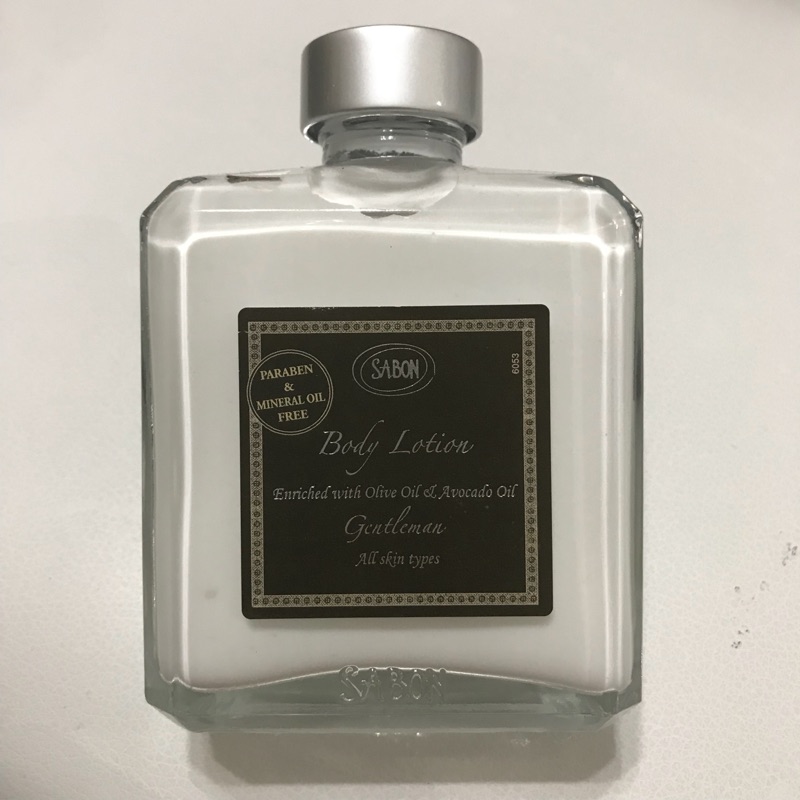 SABON
6053
PARABEN
&
MINERAL OIL
FREE
Body Lotion
Enriched with Olive Oil & Avocado Oil
Gentleman
All skin types
SABON